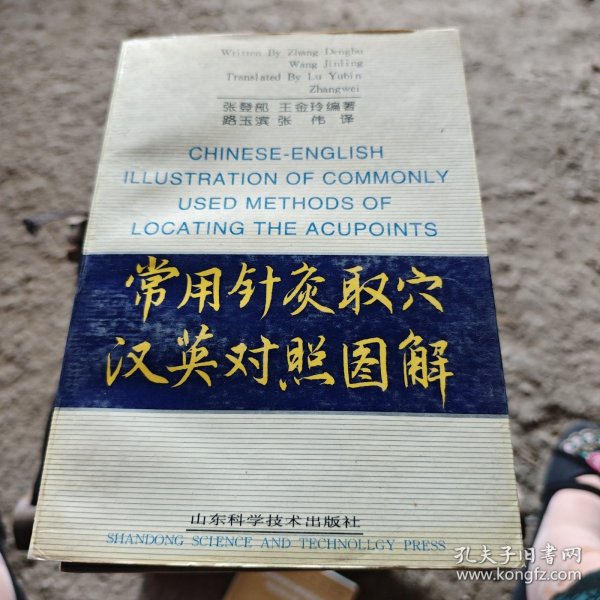 Written By Zhang Dengbu
Wang Jinling
Translated By Lu Yubin
Zhangwei
张登部 王金玲编著
路玉滨 张 伟 译
CHINESE-ENGLISH
ILLUSTRATION OF COMMONLY
USED METHODS OF
LOCATING THE ACUPOINTS
常用针灸取穴
汉英对照图解
山东科学技术出版社
SHANDONG SCIENCE AND TECHNOLLGY PRESS
孔夫子旧书网
www.kongfz.com